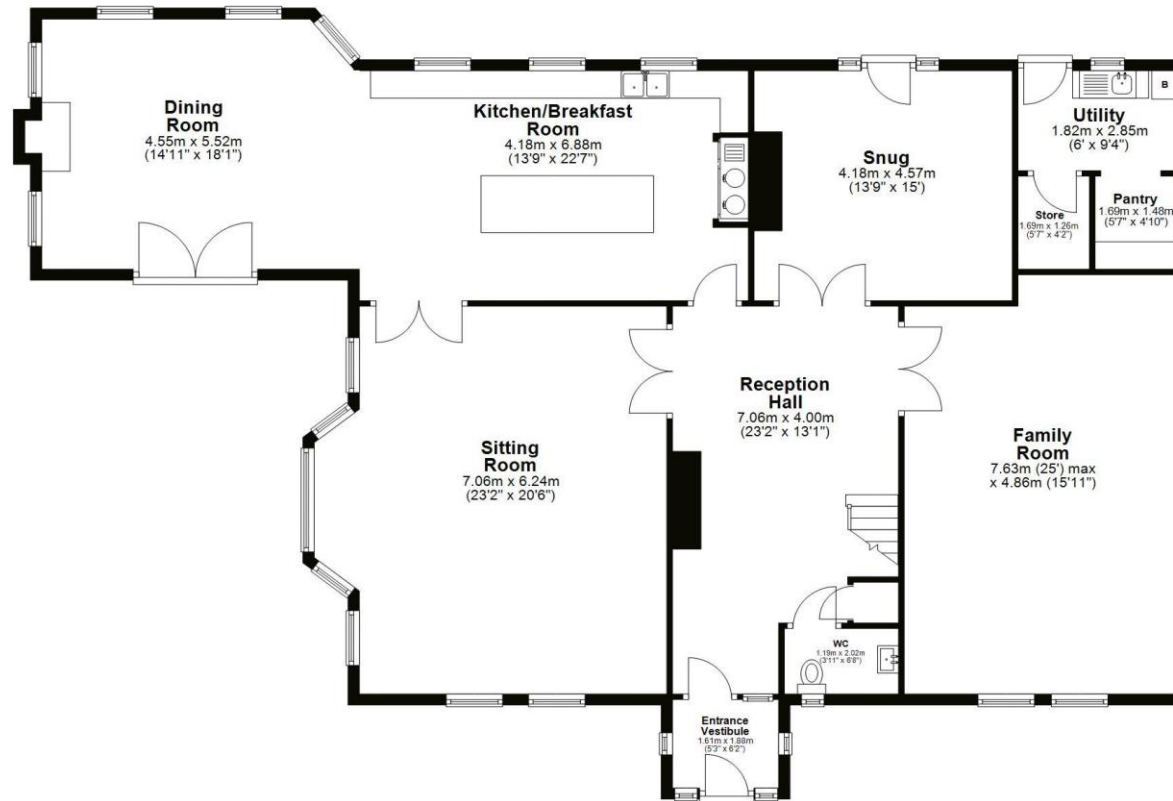 Dining
Room
4.55m x 5.52m
(14'11" x 18'1")
Kitchen/Breakfast
Room
4.18m x 6.88m
(13'9" x 22'7")
Snug
4.18m x 4.57m
(13'9" x 15')
B
Utility
1.82m x 2.85m
(6' x 9'4")
Store
1.69m x 1.26m
(5'7" x 4'2")
Pantry
1.69m x 1.48m
(5'7" x 4'10")
Sitting
Room
7.06m x 6.24m
(23'2" x 20'6")
Reception
Hall
7.06m x 4.00m
(23'2" x 13'1")
Family
Room
7.63m (25') max
x 4.86m (15'11")
WC
1.19m x 2.02m
(3'11" x 6'8")
Entrance
Vestibule
1.61m x 1.88m
(5'3" x 6'2")